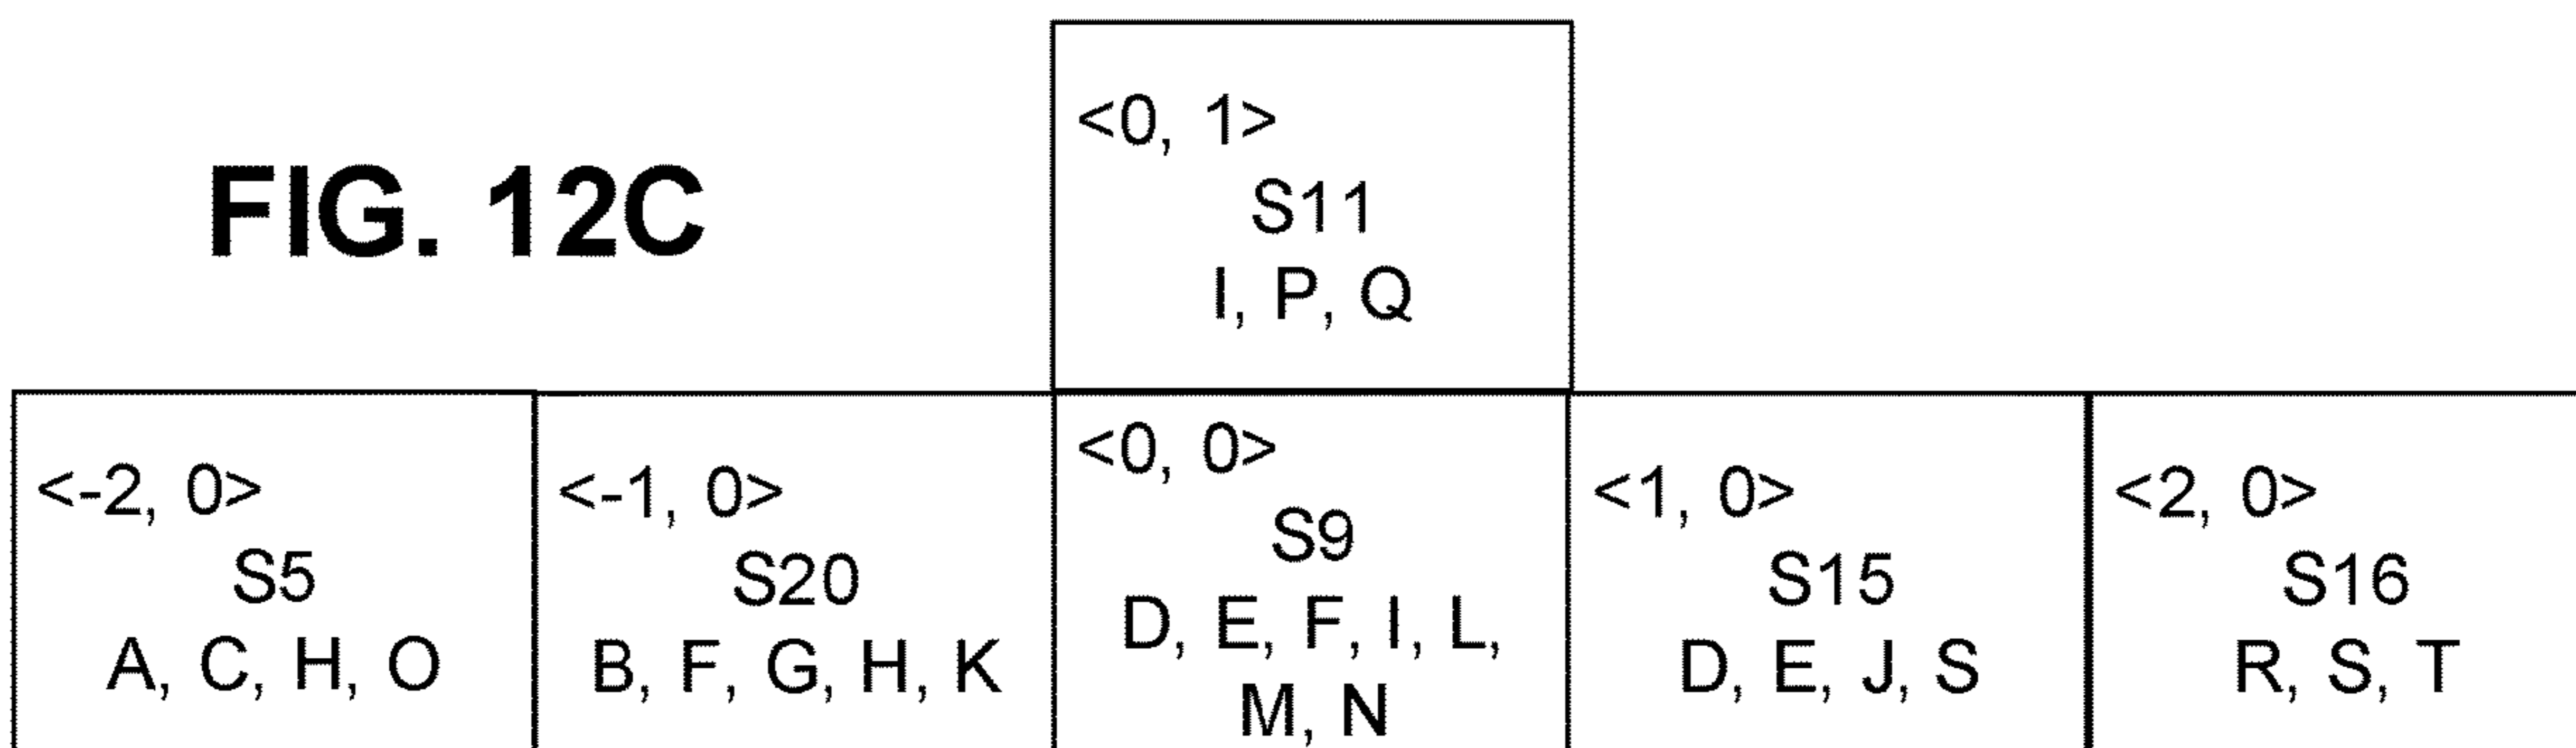 FIG. 12C
<0, 1>
S11
I, P, Q
<-2, 0>
S5
A, C, H, O
<-1, 0>
S20
B, F, G, H, K
<0, 0>
S9
D, E, F, I, L,
M, N
<1, 0>
S15
D, E, J, S
<2, 0>
S16
R, S, T